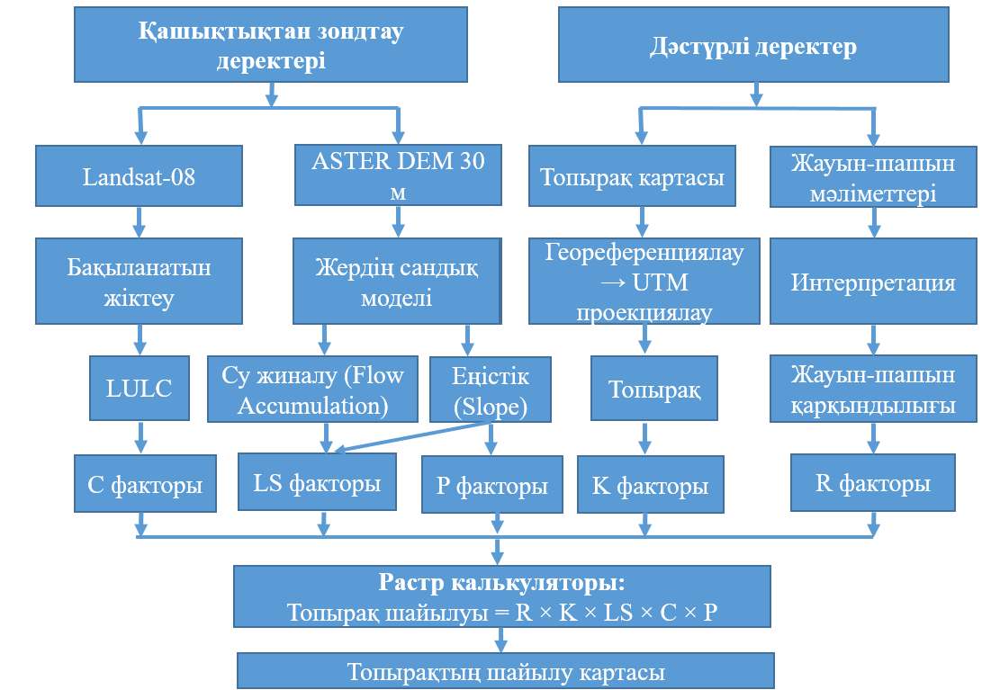 Қашықтықтан зондтау
деректері
Дәстүрлі деректер
Landsat-08
ASTER DEM 30
м
Топырақ картасы
Жауын-шашын
мәліметтері
Бақыланатын
жіктеу
Жердің сандық
моделі
Геореференциялау
→ UTM
проекциялау
Интерпретация
LULC
Су жиналу (Flow
Accumulation)
Еңістік
(Slope)
Топырақ
Жауын-шашын
қарқындылығы
C факторы
LS факторы
P факторы
K факторы
R факторы
Растр калькуляторы:
Топырақ шайылуы = R × K × LS × C × P
Топырақтың шайылу картасы